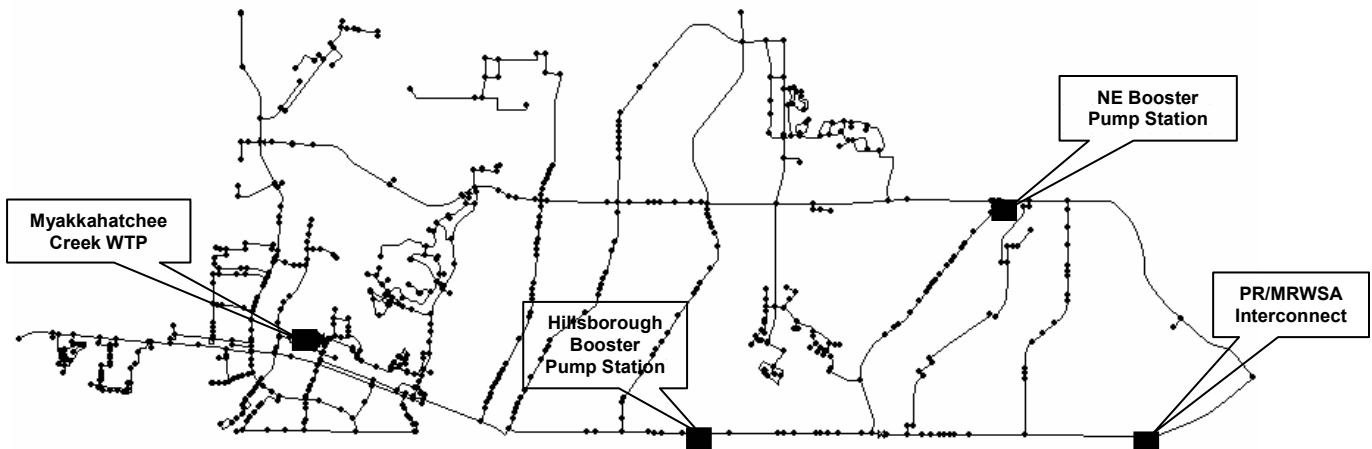 NE Booster
Pump Station
Myakkahatchee
Creek WTP
Hillsborough
Booster
Pump Station
PR/MRWSA
Interconnect